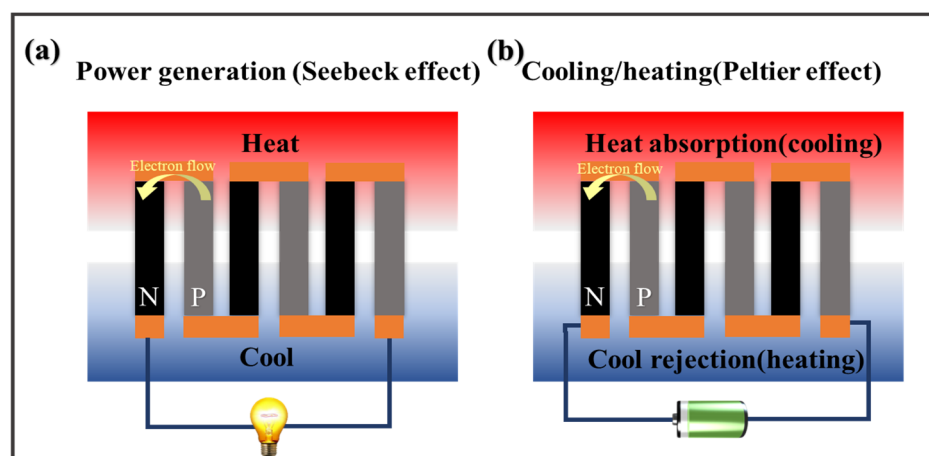 (a)
Power generation (Seebeck effect)
Heat
Electron flow
N P
Cool
(b)
Cooling/heating(Peltier effect)
Heat absorption(cooling)
Electron flow
N P
Cool rejection(heating)